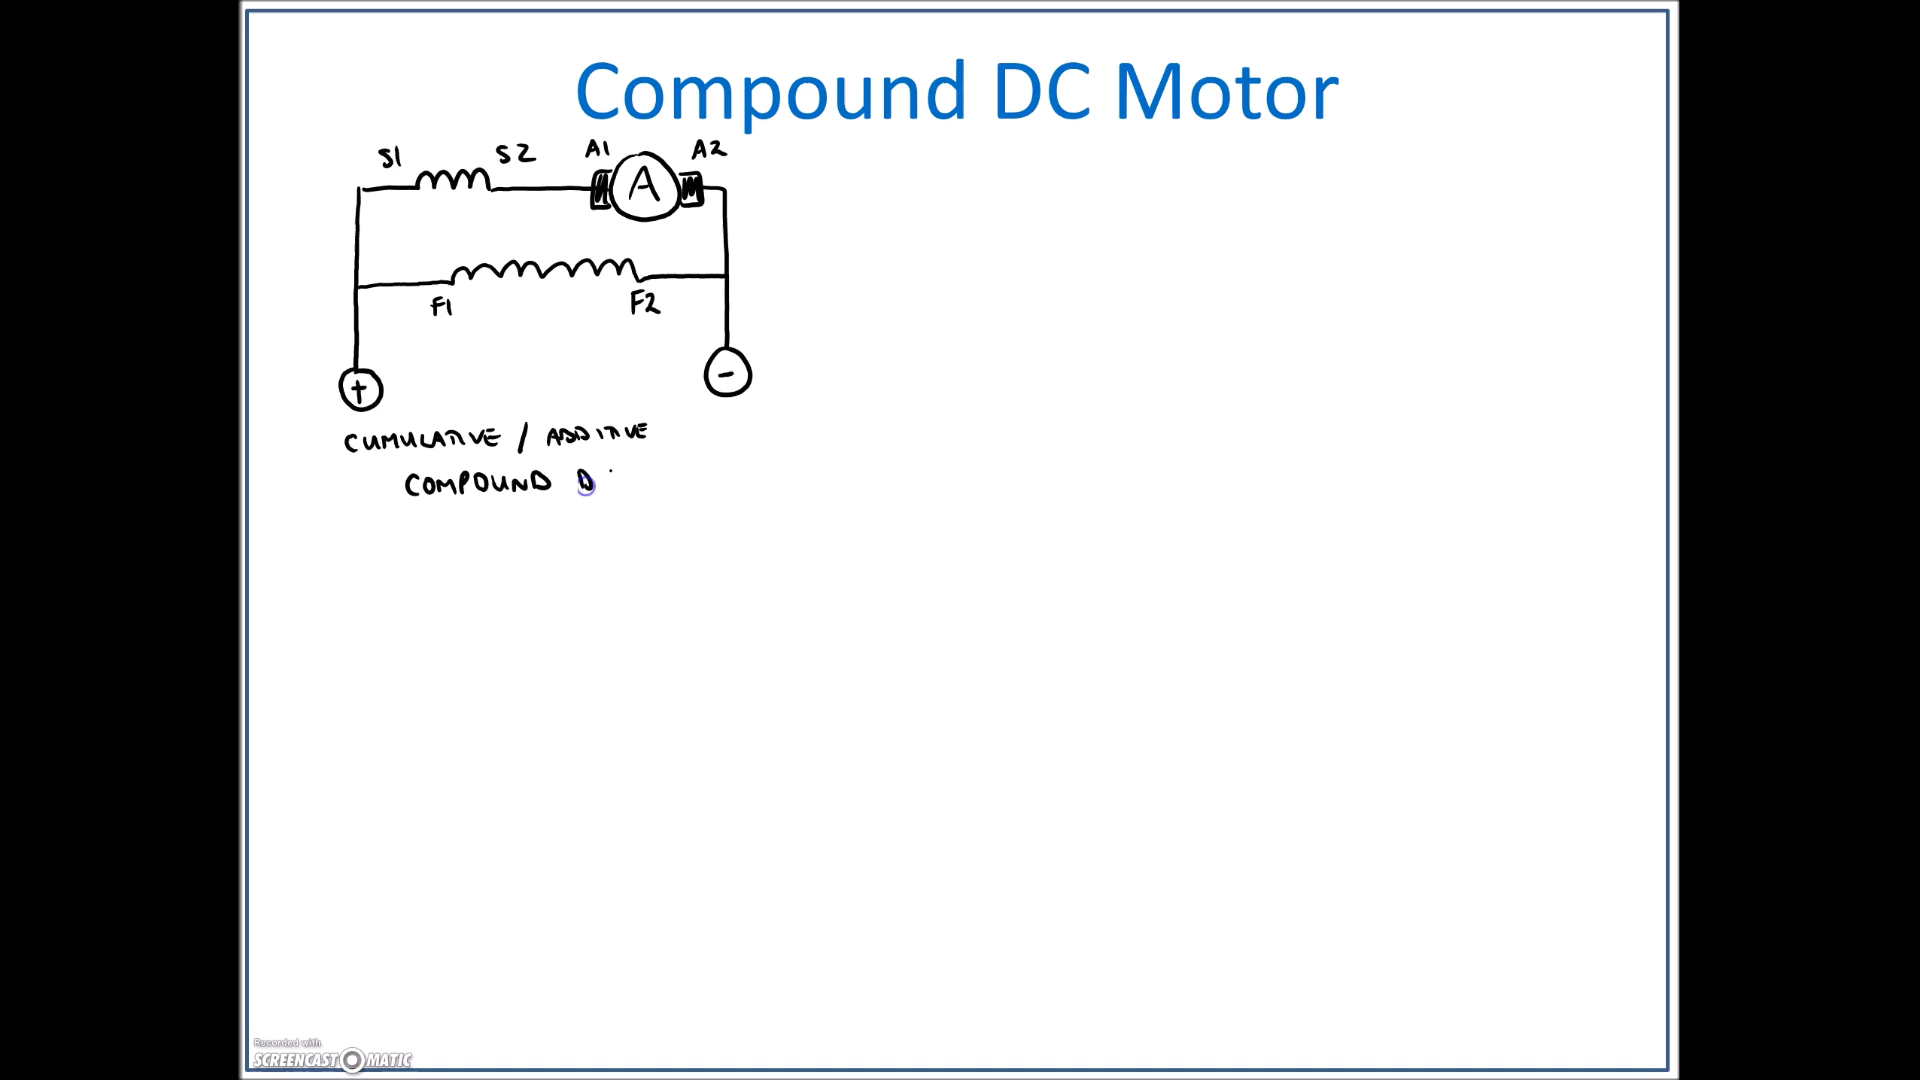 Compound DC Motor
S1 S2 A1 A2
A
F1 F2
+ -
CUMULATIVE / ADDITIVE
COMPOUND D
Recorded with
SCREENCAST-O-MATIC